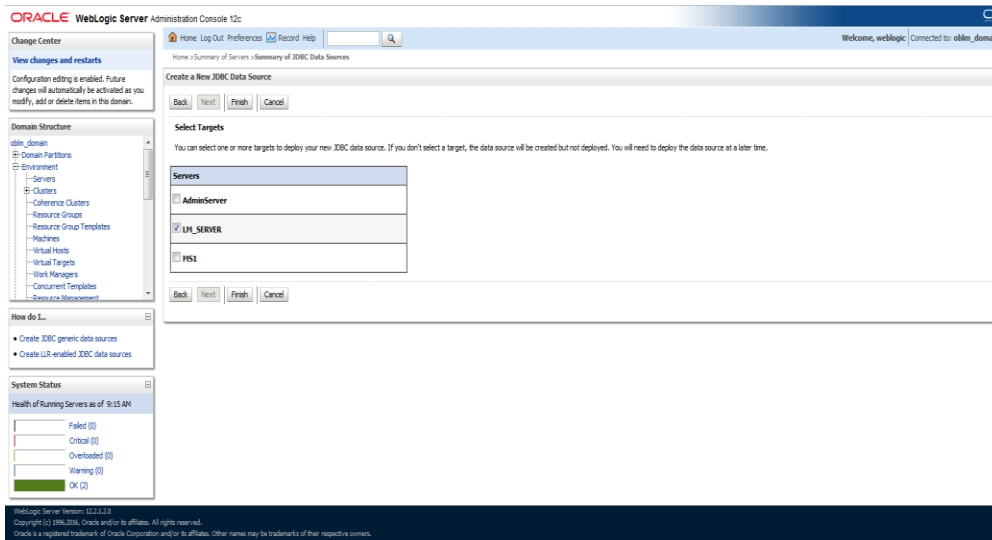 ORACLE WebLogic Server Administration Console 12c
Change Center
View changes and restarts
Configuration editing is enabled. Future
changes will automatically be activated as you
modify, add or delete items in this domain.
Domain Structure
oblm_domain
Domain Partitions
Environment
Servers
Clusters
Coherence Clusters
Resource Groups
Resource Group Templates
Machines
Virtual Hosts
Virtual Targets
Work Managers
Concurrent Templates
Resource Management
How do I...
Create JDBC generic data sources
Create LLR-enabled JDBC data sources
System Status
Health of Running Servers as of 9:15 AM
Failed (0)
Critical (0)
Overloaded (0)
Warning (0)
OK (2)
Home Log Out Preferences Record Help
Welcome, weblogic Connected to: oblm_doma
Home >Summary of Servers >Summary of JDBC Data Sources
Create a New JDBC Data Source
Back Next Finish Cancel
Select Targets
You can select one or more targets to deploy your new JDBC data source. If you don't select a target, the data source will be created but not deployed. You will need to deploy the data source at a later time.
Servers
AdminServer
LM_SERVER
MS1
Back Next Finish Cancel
WebLogic Server Version: 12.2.1.2.0
Copyright (c) 1996,2016, Oracle and/or its affiliates. All rights reserved.
Oracle is a registered trademark of Oracle Corporation and/or its affiliates. Other names may be trademarks of their respective owners.